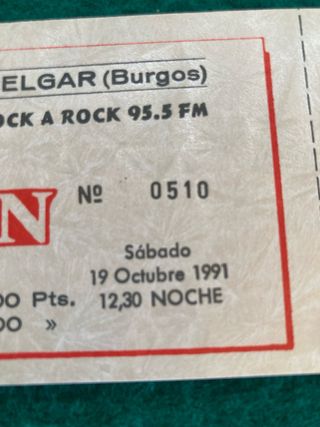 ELGAR (Burgos)
OCK A ROCK 95.5 FM
N Nº 0510
Sábado
19 Octubre 1991
00 Pts. 12,30 NOCHE
00 »